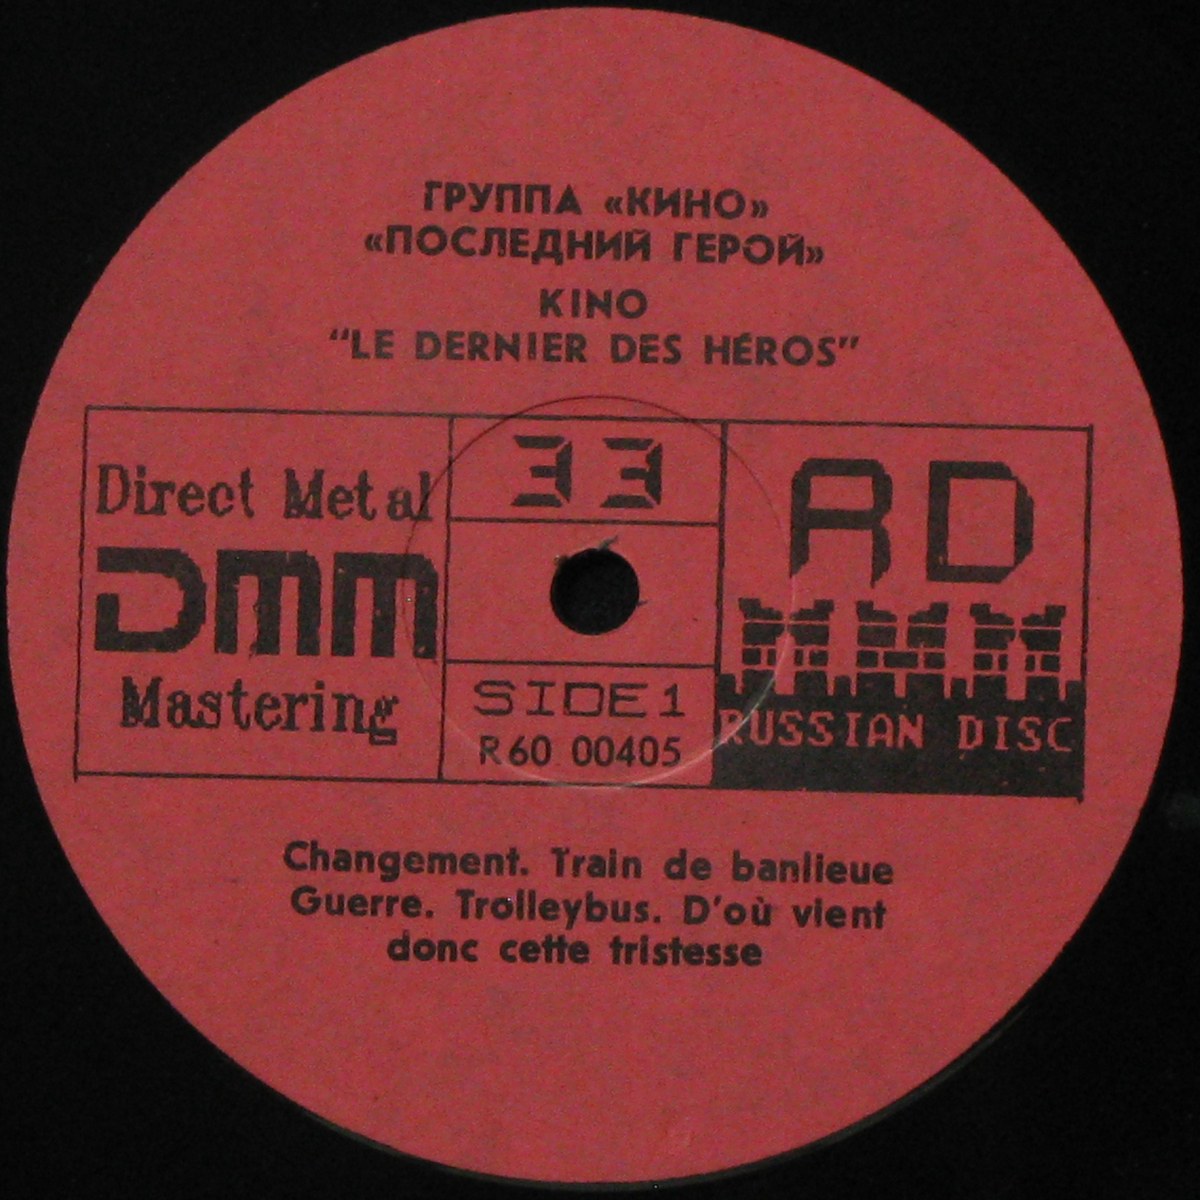 ГРУППА «КИНО»
«ПОСЛЕДНИЙ ГЕРОЙ»
KINO
“LE DERNIER DES HÉROS”
Direct Metal
DMM
Mastering
33
SIDE 1
R60 00405
RD
RUSSIAN DISC
Changement. Train de banlieue
Guerre. Trolleybus. D'où vient
donc cette tristesse